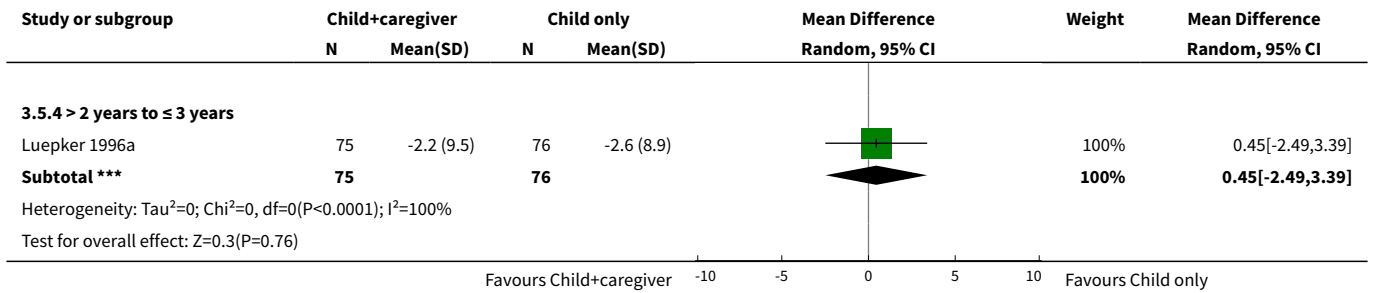 Study or subgroup Child+caregiver Child only Mean Difference Weight Mean Difference
N Mean(SD) N Mean(SD) Random, 95% CI Random, 95% CI
3.5.4 > 2 years to ≤ 3 years
Luepker 1996a 75 -2.2 (9.5) 76 -2.6 (8.9) 100% 0.45[-2.49,3.39]
Subtotal *** 75 76 100% 0.45[-2.49,3.39]
Heterogeneity: Tau²=0; Chi²=0, df=0(P<0.0001); I²=100%
Test for overall effect: Z=0.3(P=0.76)
Favours Child+caregiver -10 -5 0 5 10 Favours Child only